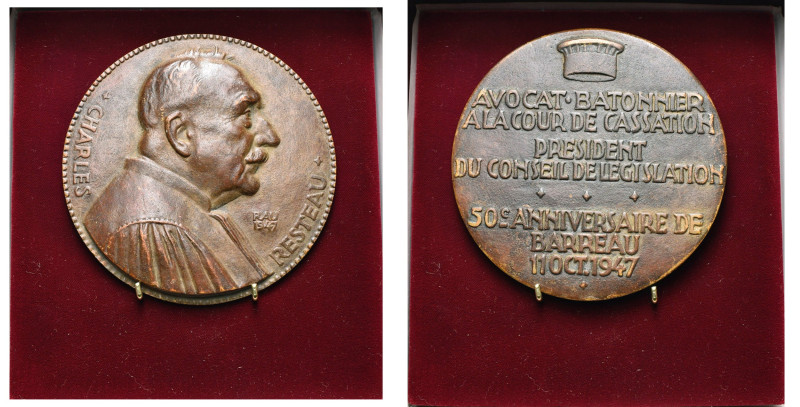 CHARLES
RESTEAU
RAU
1947
AVOCAT·BATONNIER
A LA COUR DE CASSATION
PRESIDENT
DU CONSEIL DE LEGISLATION
50E ANNIVERSAIRE DE
BARREAU
11 OCT. 1947